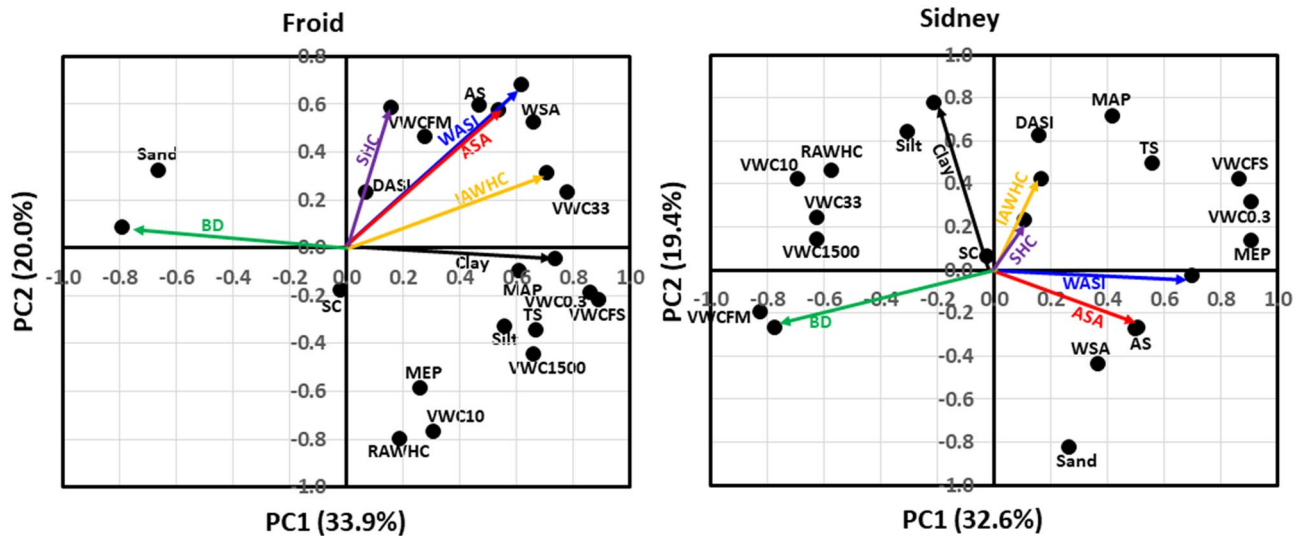 Froid
Sidney
PC2 (20.0%)
0.8
0.6
0.4
0.2
0.0
-0.2
-0.4
-0.6
-0.8
-1.0
-1.0
-0.8
-0.6
-0.4
-0.2
0.0
0.2
0.4
0.6
0.8
1.0
Sand
BD
SHC
VWCFM
AS
WASI
ASA
WSA
DASI
IAWHC
VWC33
Clay
SC
MAP
VWC0.3
VWCFS
TS
Silt
VWC1500
MEP
VWC10
RAWHC
PC1 (33.9%)
PC2 (19.4%)
1.0
0.8
0.6
0.4
0.2
0.0
-0.2
-0.4
-0.6
-0.8
-1.0
-1.0
-0.8
-0.6
-0.4
-0.2
0.0
0.2
0.4
0.6
0.8
1.0
MAP
DASI
Silt
Clay
TS
RAWHC
VWC10
VWCFS
VWC33
IAWHC
VWC0.3
SHC
VWC1500
SC
MEP
WASI
VWCFM
BD
ASA
AS
WSA
Sand
PC1 (32.6%)